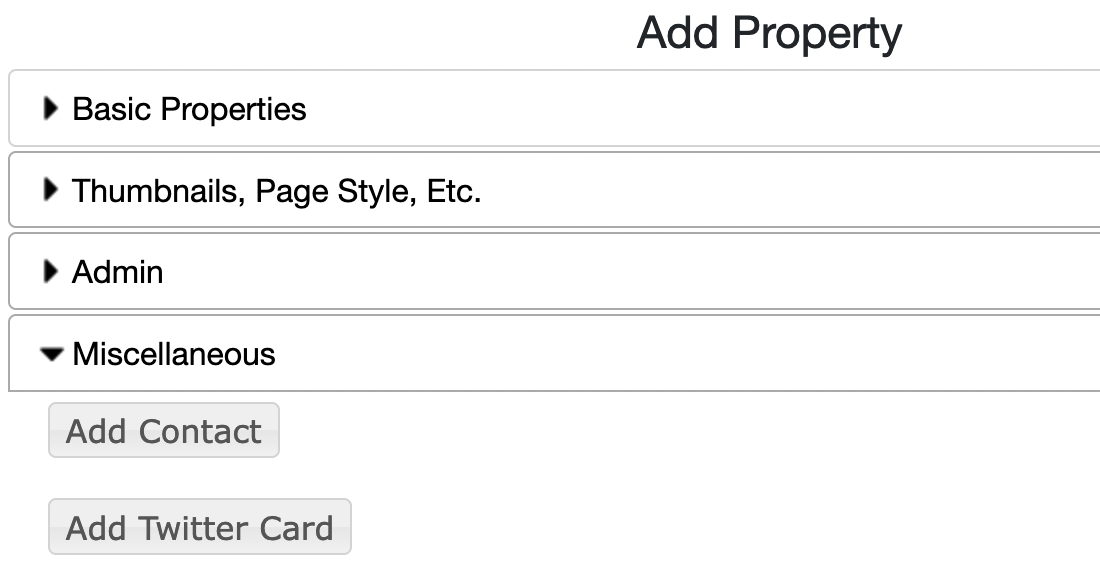 Add Property
Basic Properties
Thumbnails, Page Style, Etc.
Admin
Miscellaneous
Add Contact
Add Twitter Card